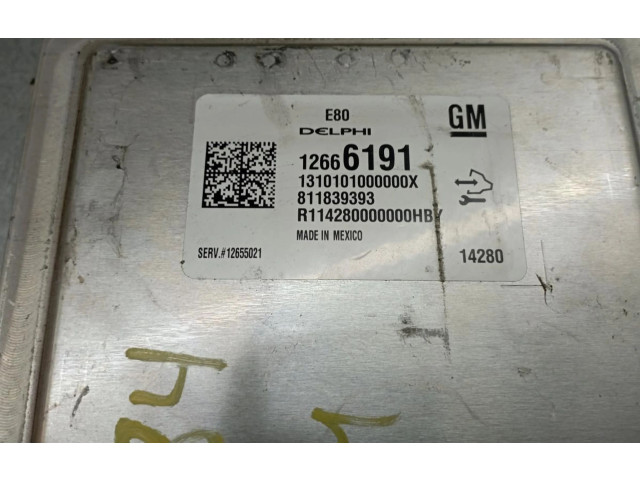 E80
GM
DELPHI
12666191
1310101000000X
811839393
R114280000000HBY
MADE IN MEXICO
SERV.#12655021
14280